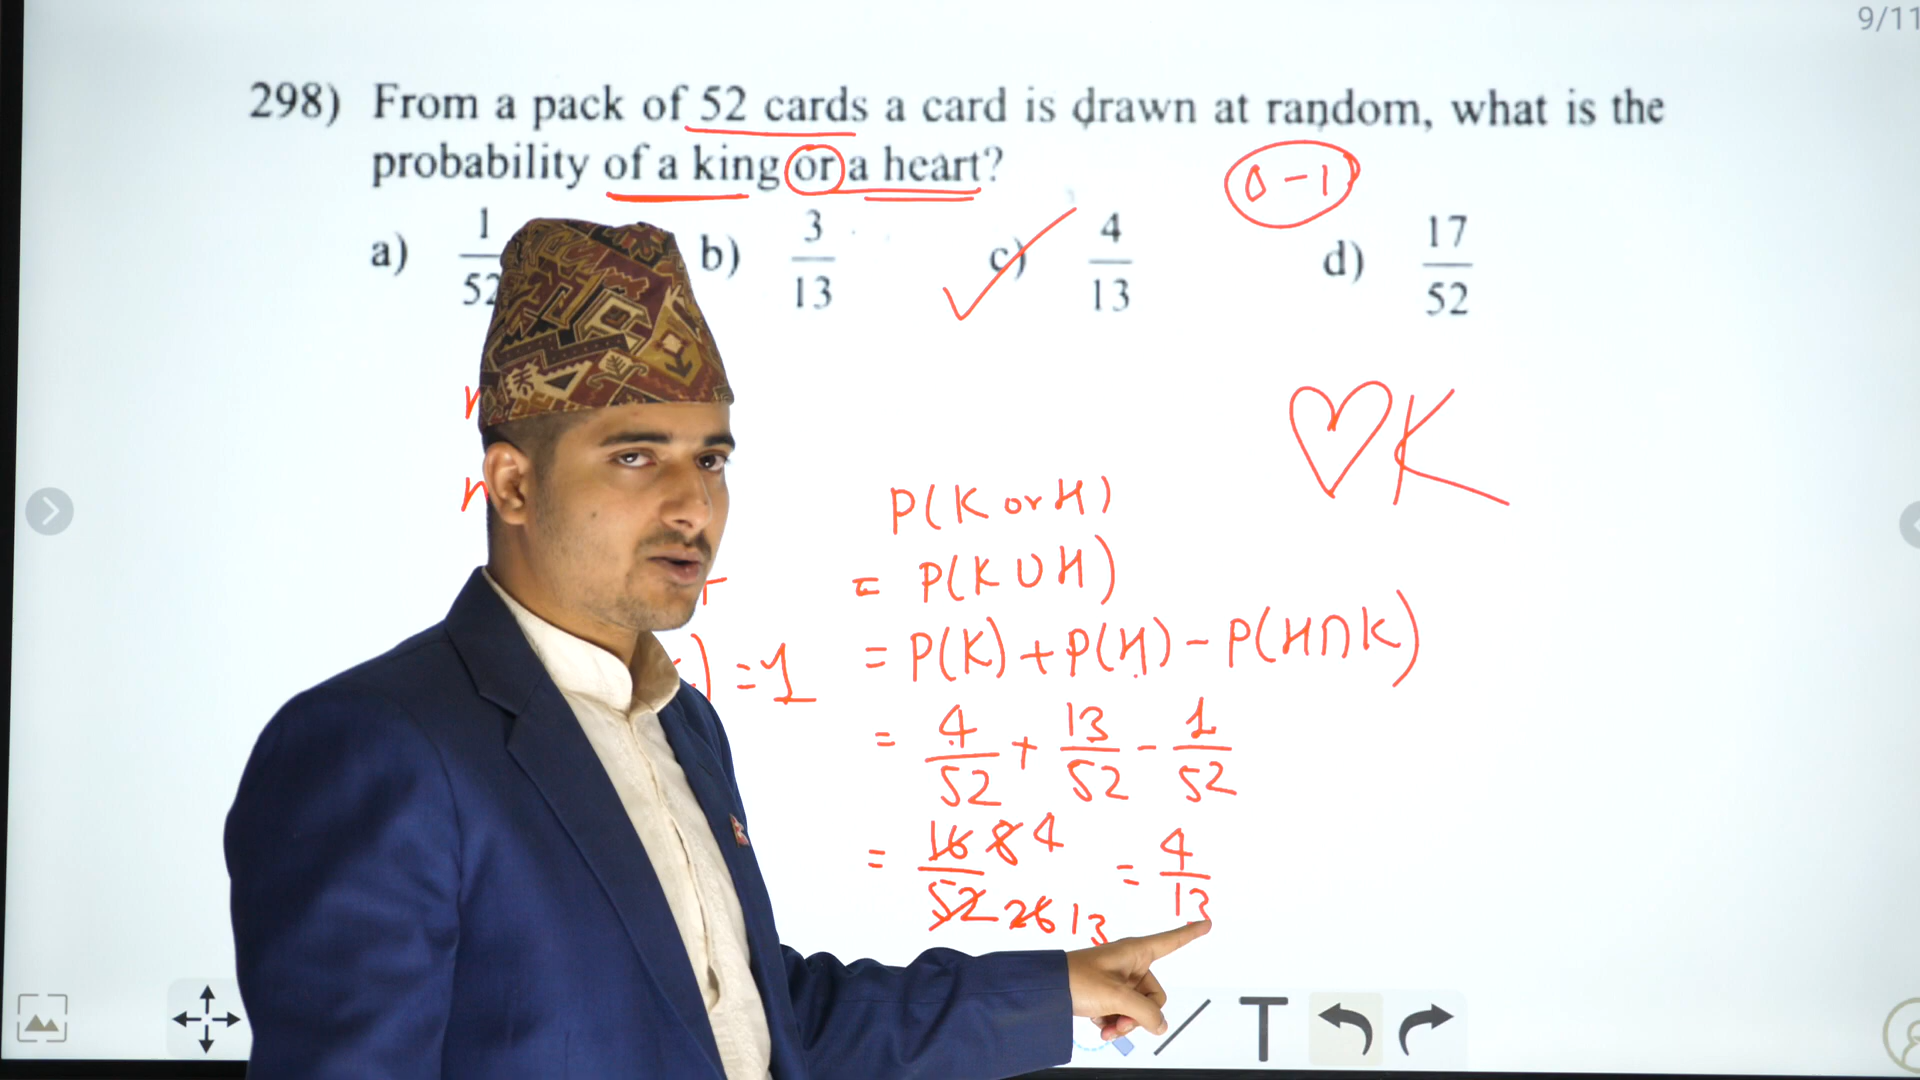 9/11
298) From a pack of 52 cards a card is drawn at random, what is the
probability of a king or a heart?
0-1
a) 1/52 b) 3/13 c) 4/13 d) 17/52
K
P(K or H)
= P(K∪H)
= P(K)+P(H)-P(H∩K)
) = 1
= 4/52 + 13/52 - 1/52
= 16 8 4 / 52 26 13 = 4/13
T